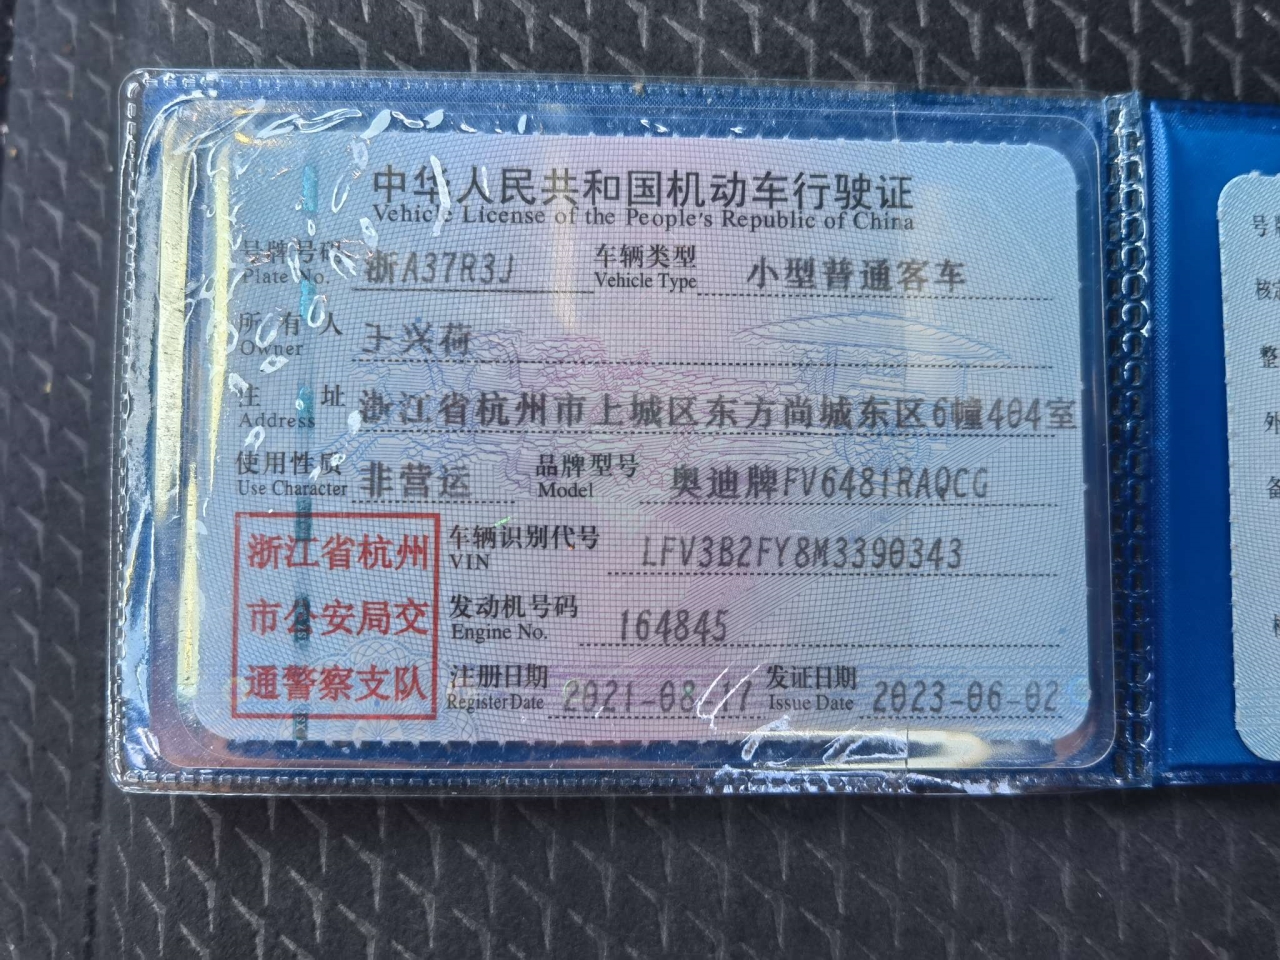 中华人民共和国机动车行驶证
Vehicle License of the People's Republic of China
号牌号码 浙A37R3J 车辆类型 小型普通客车
Plate No. Vehicle Type
所有人 王兴荷
Owner
注址 浙江省杭州市上城区东方尚城东区6幢404室
Address
使用性质 非营运 品牌型号 奥迪牌FV6481RAQCG
Use Character Model
浙江省杭州
市公安局交
通警察支队
车辆识别代号 LFV3B2FY8M3390343
VIN
发动机号码 164845
Engine No.
注册日期 2021-08-17 发证日期 2023-06-02
Register Date Issue Date
号
核
整
外
备